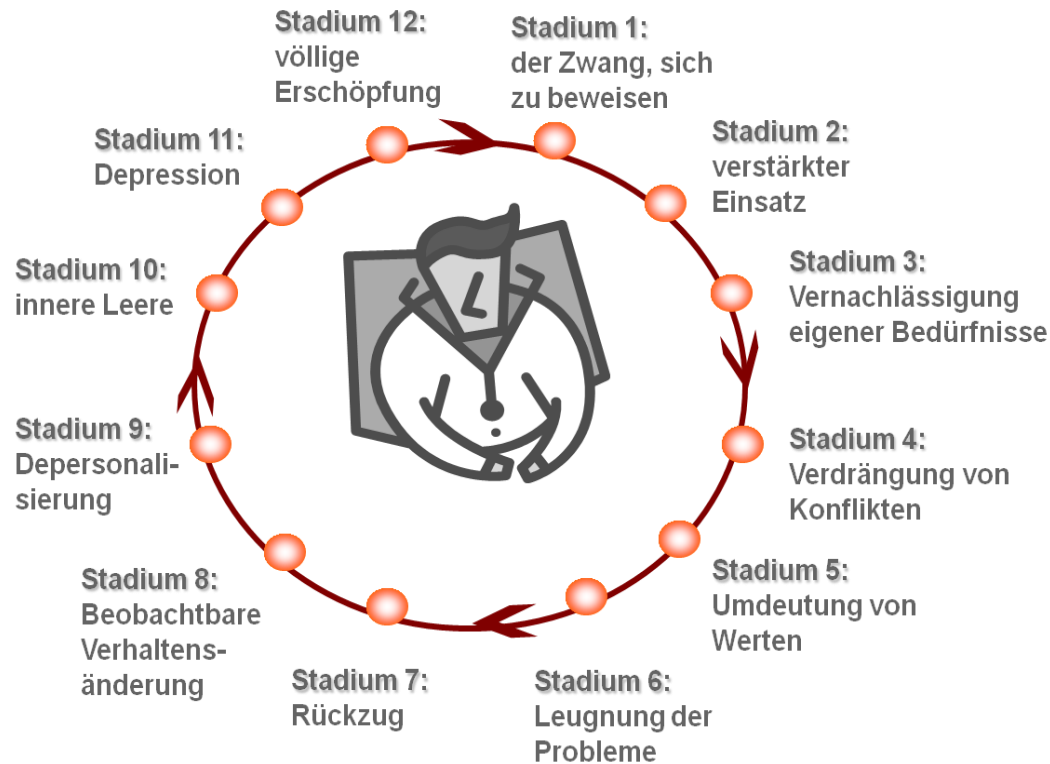 Stadium 12:
völlige
Erschöpfung
Stadium 1:
der Zwang, sich
zu beweisen
Stadium 2:
verstärkter
Einsatz
Stadium 3:
Vernachlässigung
eigener Bedürfnisse
Stadium 4:
Verdrängung von
Konflikten
Stadium 5:
Umdeutung von
Werten
Stadium 6:
Leugnung der
Probleme
Stadium 7:
Rückzug
Stadium 8:
Beobachtbare
Verhaltens-
änderung
Stadium 9:
Depersonali-
sierung
Stadium 10:
innere Leere
Stadium 11:
Depression